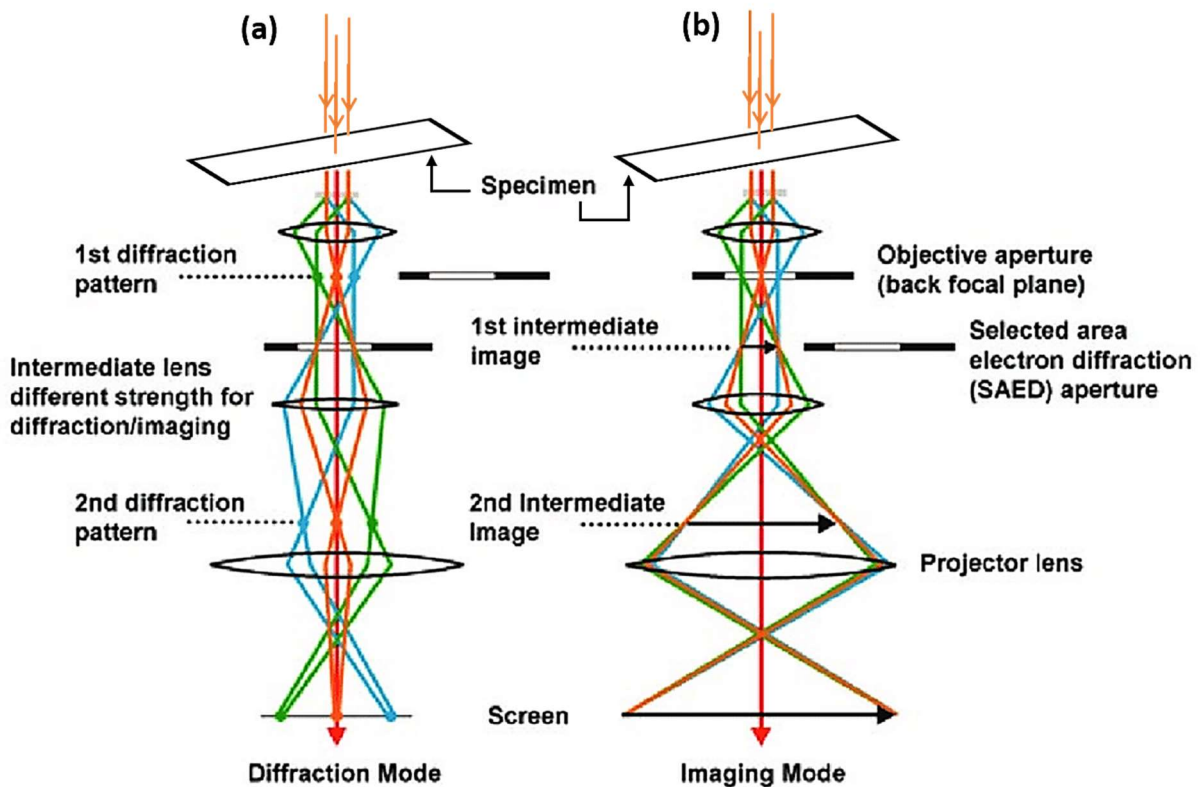 (a)
(b)
Specimen
1st diffraction
pattern
Objective aperture
(back focal plane)
1st intermediate
image
Selected area
electron diffraction
(SAED) aperture
Intermediate lens
different strength for
diffraction/imaging
2nd diffraction
pattern
2nd Intermediate
Image
Projector lens
Screen
Diffraction Mode
Imaging Mode